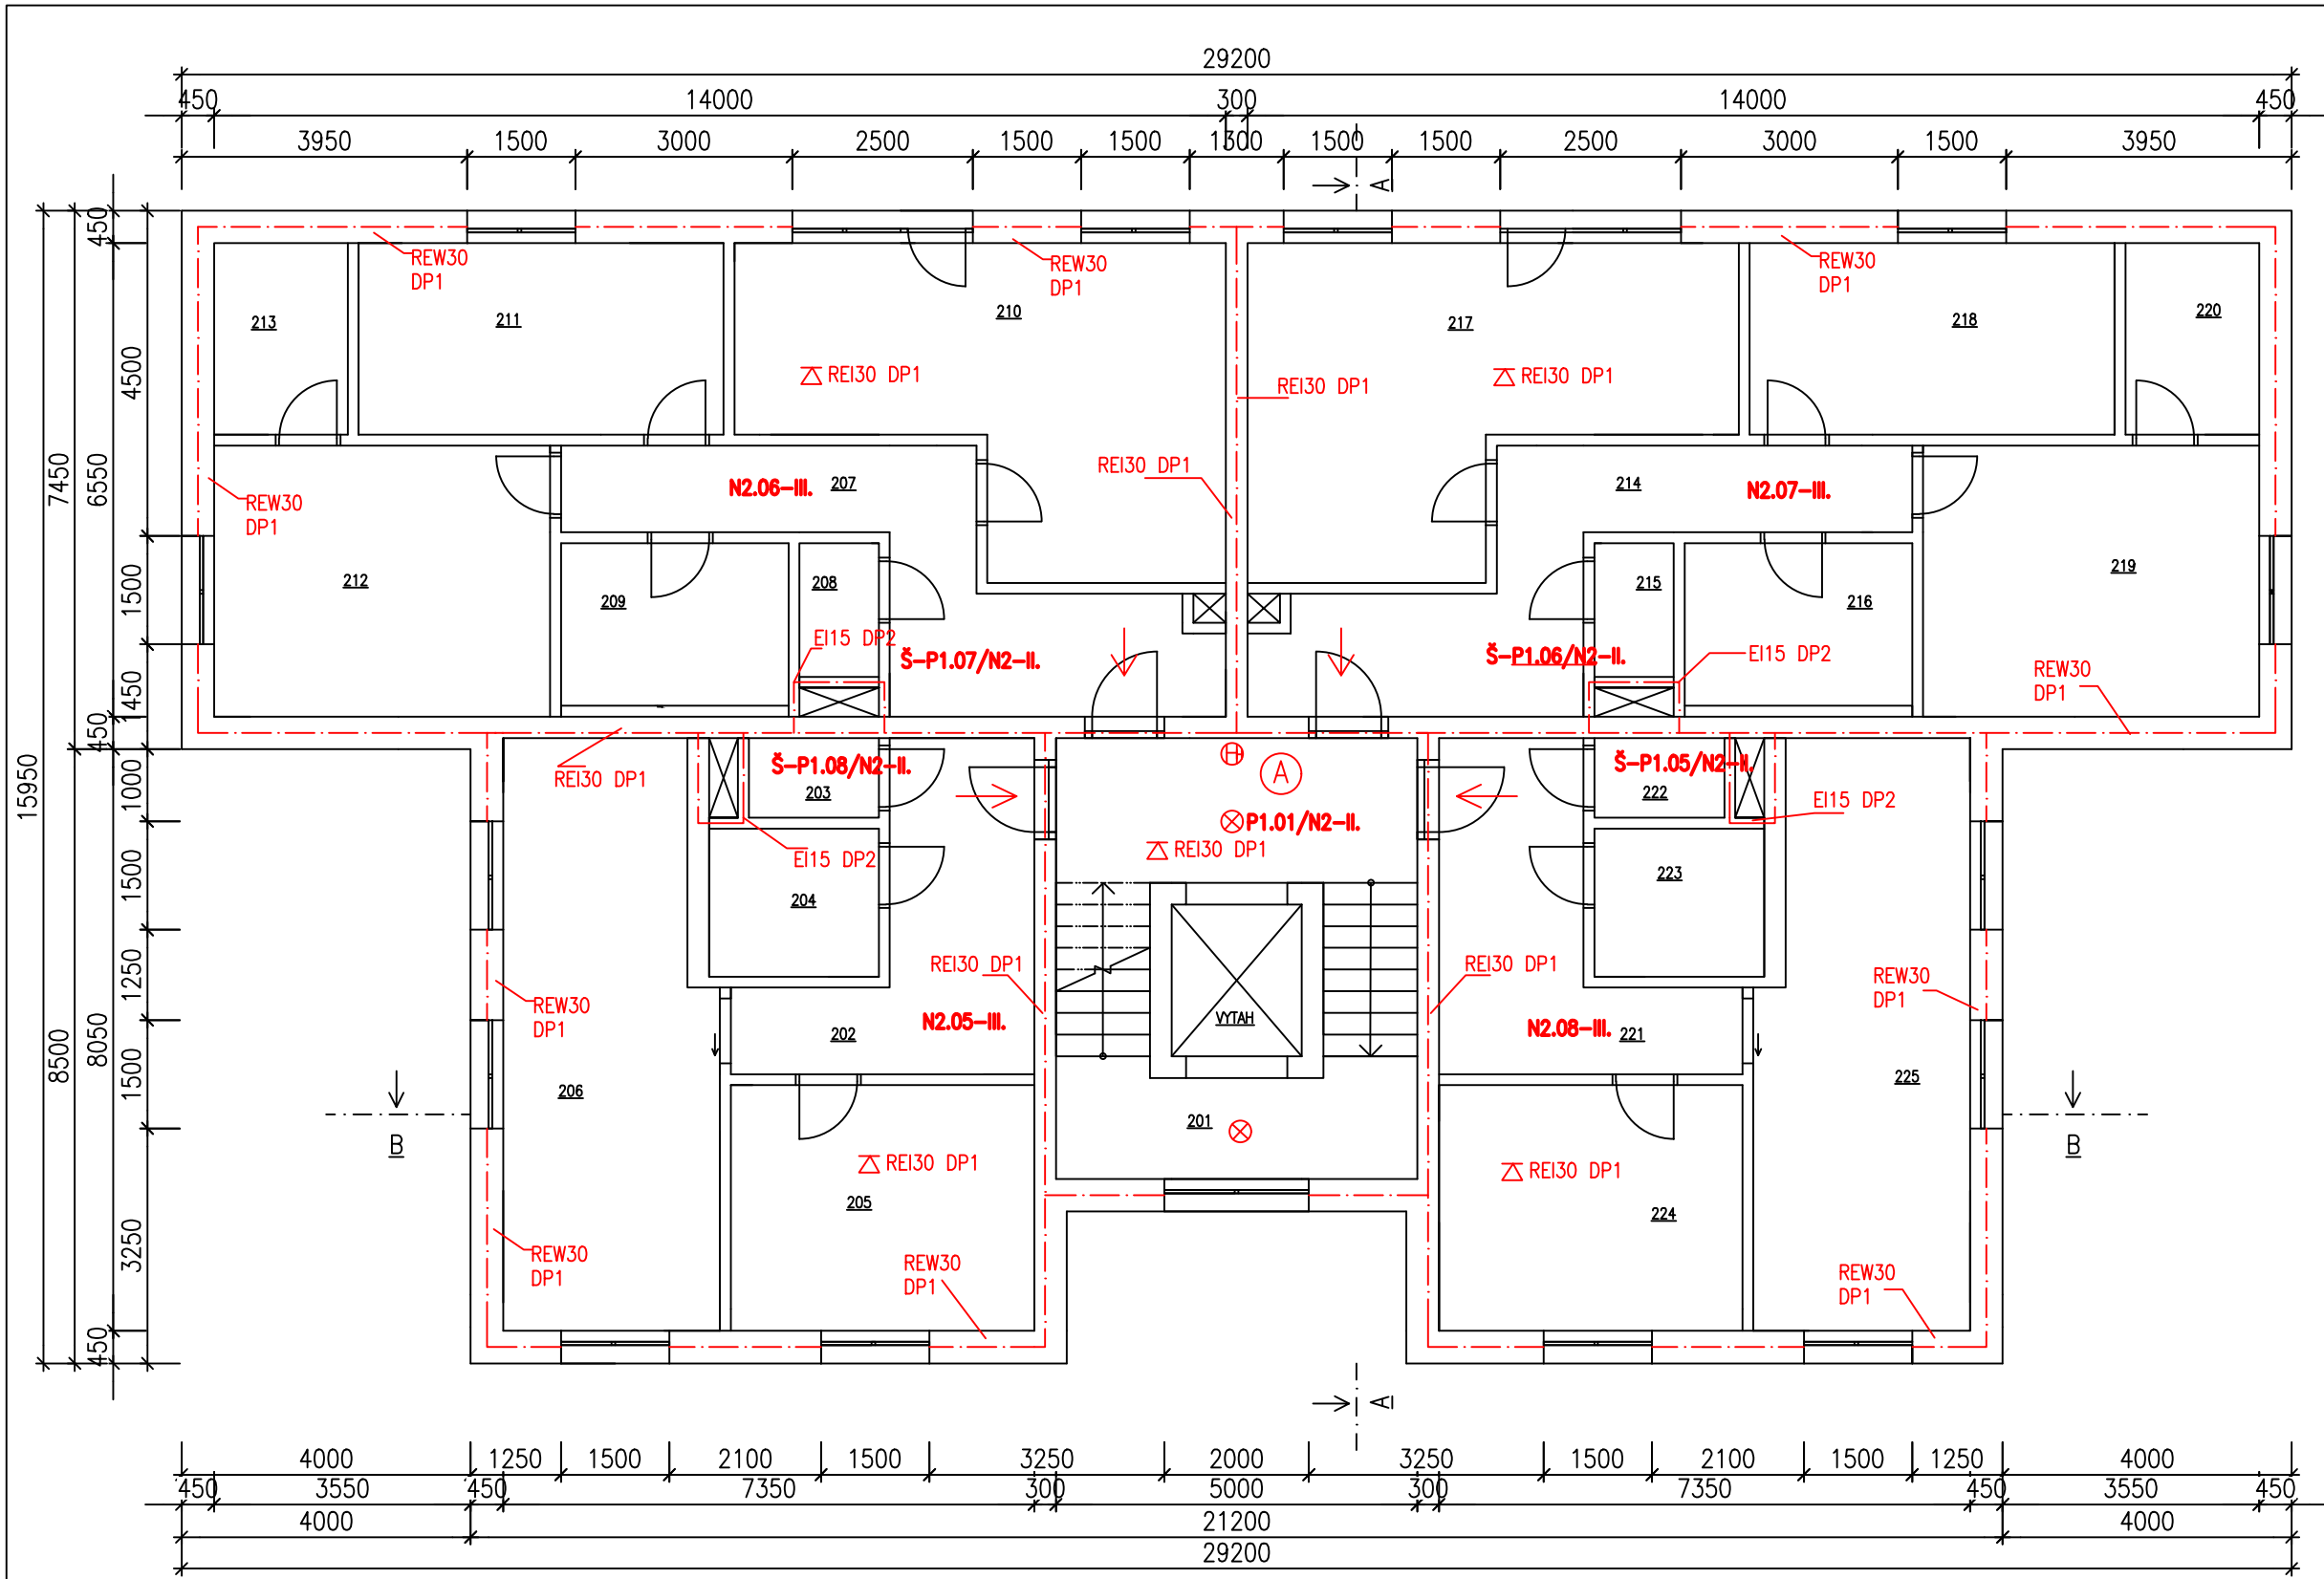 29200
450 14000 300 14000 450
3950 1500 3000 2500 1500 1500 1300 1500 1500 2500 3000 1500 3950
A
450
4500
1500
1450
450
1000
1500
1250
1500
3250
450
6550
8050
7450
8500
15950
REW30
DP1
REW30
DP1
REW30
DP1
213
211
210
217
218
220
REI30 DP1
REI30 DP1
REI30 DP1
REI30 DP1
N2.06-III.
207
214
N2.07-III.
REW30
DP1
212
209
208
215
216
219
EI15 DP2
Š-P1.07/N2-II.
Š-P1.06/N2-II.
EI15 DP2
REW30
DP1
REI30 DP1
Š-P1.08/N2-II.
203
H
A
Š-P1.05/N2-II.
222
EI15 DP2
P1.01/N2-II.
REI30 DP1
EI15 DP2
204
223
REI30 DP1
REI30 DP1
REW30
DP1
REW30
DP1
N2.05-III.
202
VYTAH
N2.08-III.
221
206
225
201
B
B
REI30 DP1
REI30 DP1
205
224
REW30
DP1
REW30
DP1
REW30
DP1
A
4000 1250 1500 2100 1500 3250 2000 3250 1500 2100 1500 1250 4000
450 3550 450 7350 300 5000 300 7350 450 3550 450
4000 21200 4000
29200